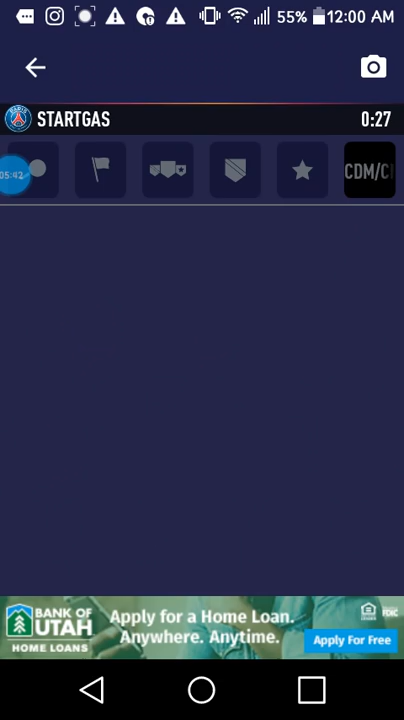 55% 12:00 AM
STARTGAS 0:27
05:42
CDM/C
BANK OF
UTAH
HOME LOANS
Apply for a Home Loan.
Anywhere. Anytime.
Apply For Free
FDIC